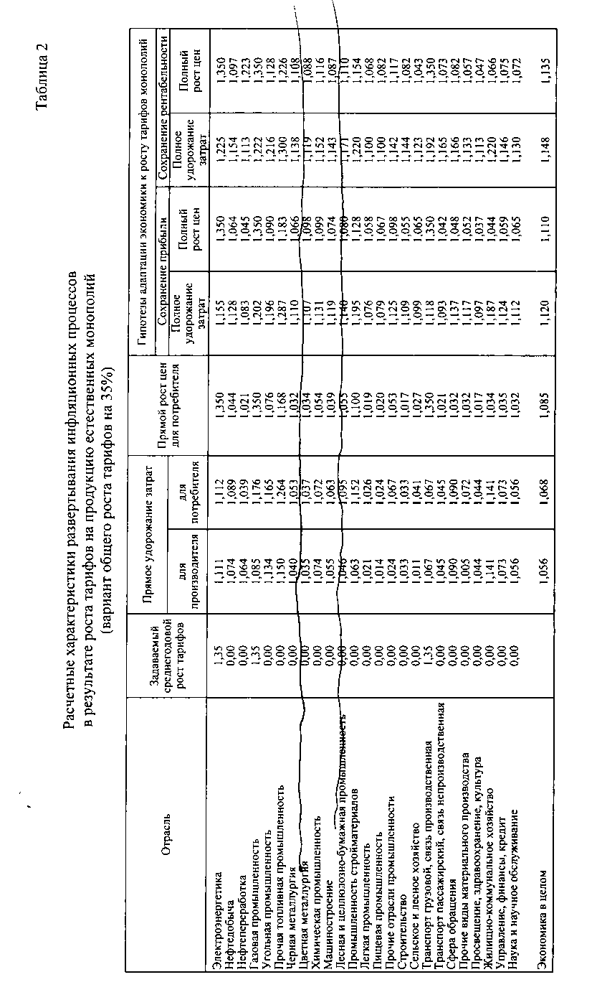 Таблица 2
Расчетные характеристики развертывания инфляционных процессов
в результате роста тарифов на продукцию естественных монополий
(вариант общего роста тарифов на 35%)
Отрасль
Задаваемый
среднегодовой
рост тарифов
Прямое удорожание затрат
для
производителя
для
потребителя
Прямой рост цен
для потребителя
Гипотезы адаптации экономики к росту тарифов монополий
Сохранение прибыли
Сохранение рентабельности
Полное
удорожание
затрат
Полный
рост цен
Полное
удорожание
затрат
Полный
рост цен
Электроэнергетика 1,35 1,111 1,112 1,350 1,155 1,350 1,225 1,350
Нефтедобыча 0,00 1,074 1,089 1,044 1,128 1,064 1,154 1,097
Нефтепереработка 0,00 1,064 1,039 1,021 1,083 1,045 1,113 1,223
Газовая промышленность 1,35 1,085 1,176 1,350 1,202 1,350 1,222 1,350
Угольная промышленность 0,00 1,134 1,165 1,076 1,196 1,090 1,216 1,128
Прочая топливная промышленность 0,00 1,150 1,264 1,168 1,287 1,183 1,300 1,226
Черная металлургия 0,00 1,040 1,053 1,032 1,110 1,066 1,138 1,108
Цветная металлургия 0,00 1,035 1,037 1,034 1,107 1,098 1,119 1,088
Химическая промышленность 0,00 1,074 1,072 1,054 1,131 1,099 1,152 1,116
Машиностроение 0,00 1,055 1,063 1,039 1,119 1,074 1,143 1,087
Лесная и целлюлозно-бумажная промышленность 0,00 1,046 1,095 1,055 1,140 1,080 1,171 1,110
Промышленность стройматериалов 0,00 1,063 1,152 1,100 1,195 1,128 1,220 1,154
Легкая промышленность 0,00 1,021 1,026 1,019 1,076 1,058 1,100 1,068
Пищевая промышленность 0,00 1,014 1,024 1,020 1,079 1,067 1,100 1,082
Прочие отрасли промышленности 0,00 1,024 1,067 1,053 1,125 1,098 1,142 1,117
Строительство 0,00 1,033 1,033 1,017 1,109 1,055 1,144 1,082
Сельское и лесное хозяйство 0,00 1,011 1,041 1,027 1,099 1,065 1,123 1,043
Транспорт грузовой, связь производственная 1,35 1,067 1,067 1,350 1,118 1,350 1,192 1,350
Транспорт пассажирский, связь непроизводственная 0,00 1,045 1,045 1,021 1,093 1,042 1,165 1,073
Сфера обращения 0,00 1,090 1,090 1,032 1,137 1,048 1,166 1,082
Прочие виды материального производства 0,00 1,005 1,072 1,032 1,117 1,052 1,133 1,057
Просвещение, здравоохранение, культура 0,00 1,044 1,044 1,017 1,097 1,037 1,113 1,047
Жилищно-коммунальное хозяйство 0,00 1,141 1,141 1,034 1,187 1,044 1,220 1,066
Управление, финансы, кредит 0,00 1,073 1,073 1,035 1,124 1,059 1,146 1,075
Наука и научное обслуживание 0,00 1,056 1,056 1,032 1,112 1,065 1,130 1,072
Экономика в целом 1,056 1,068 1,085 1,120 1,110 1,148 1,135